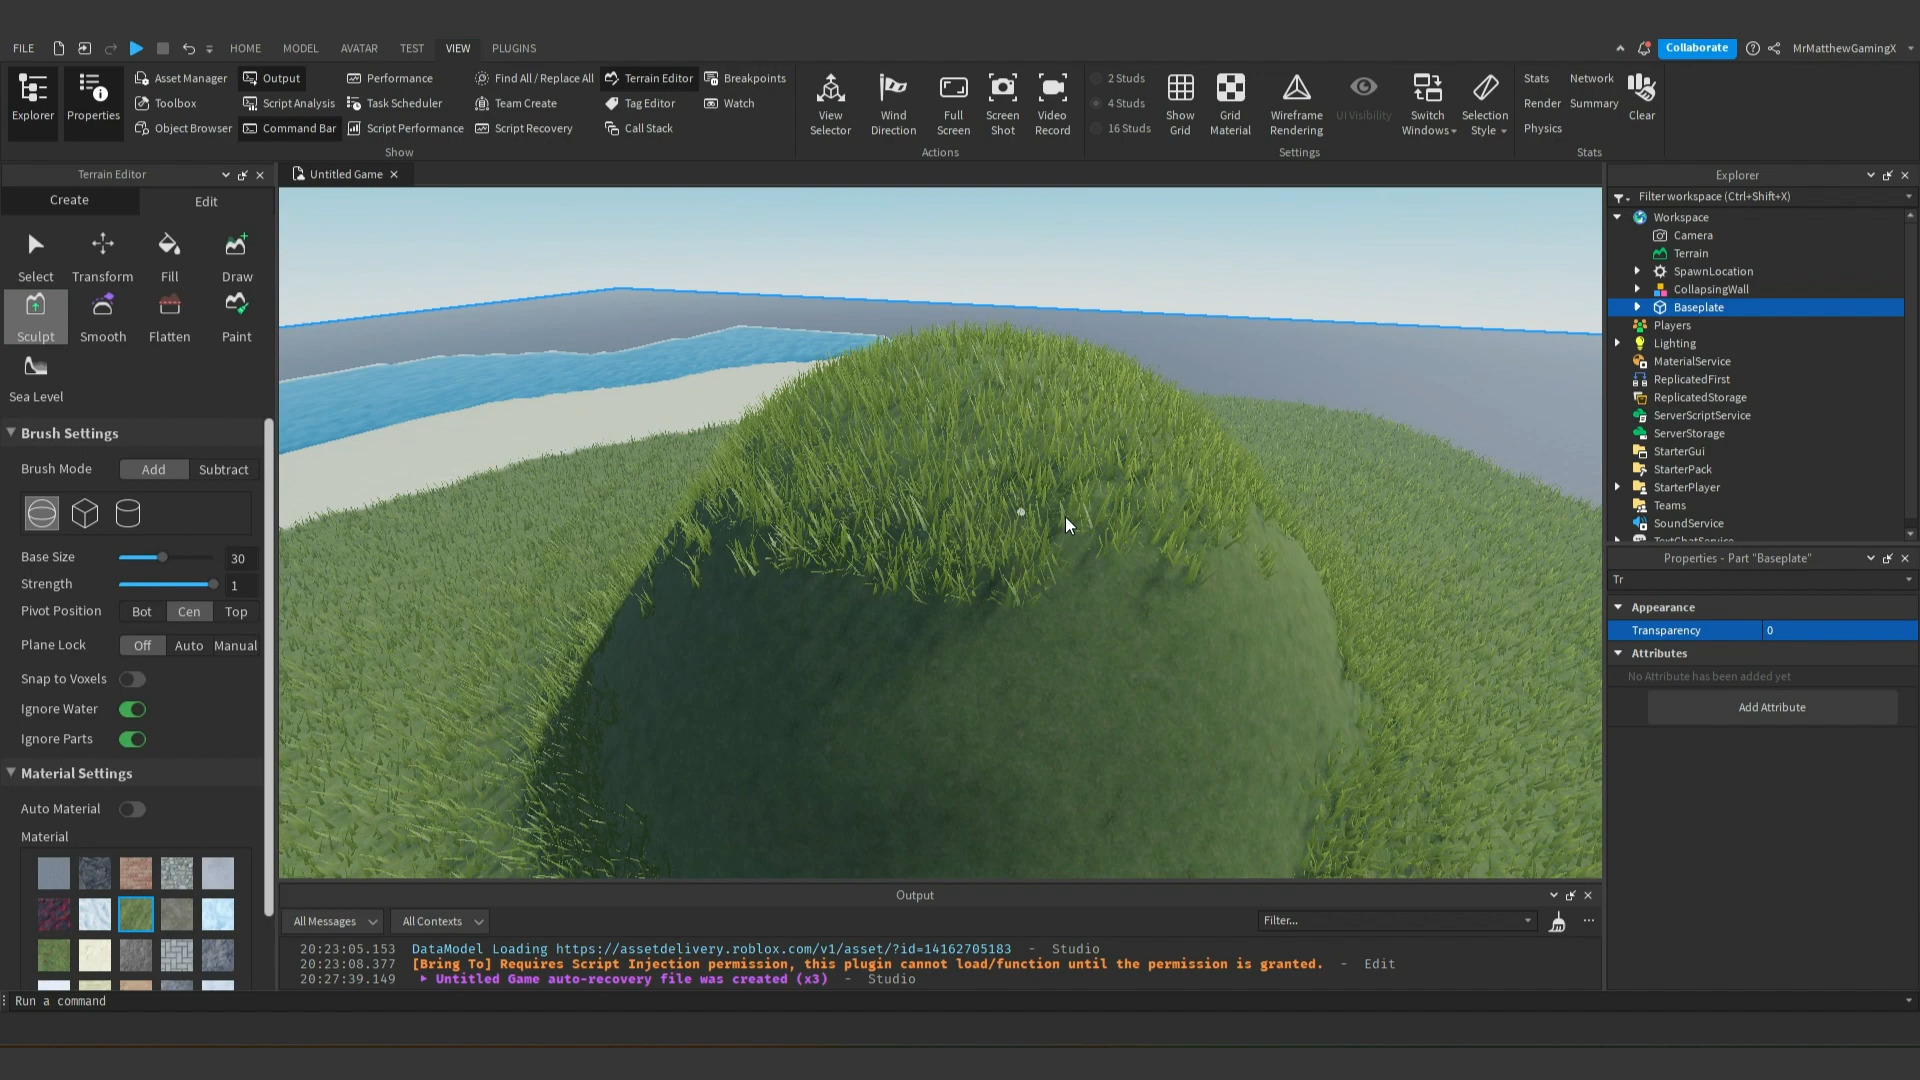 FILE HOME MODEL AVATAR TEST VIEW PLUGINS Collaborate MrMatthewGamingX
Explorer
Properties
Asset Manager
Toolbox
Object Browser
Output
Script Analysis
Command Bar
Performance
Task Scheduler
Script Performance
Find All / Replace All
Team Create
Script Recovery
Terrain Editor
Tag Editor
Call Stack
Breakpoints
Watch
Show
View
Selector
Wind
Direction
Full
Screen
Screen
Shot
Video
Record
Actions
2 Studs
4 Studs
16 Studs
Show
Grid
Grid
Material
Wireframe
Rendering
UI Visibility
Switch
Windows
Selection
Style
Settings
Stats Network
Render Summary
Physics
Clear
Stats
Terrain Editor
Create Edit
Select Transform Fill Draw
Sculpt Smooth Flatten Paint
Sea Level
Brush Settings
Brush Mode Add Subtract
Base Size 30
Strength 1
Pivot Position Bot Cen Top
Plane Lock Off Auto Manual
Snap to Voxels
Ignore Water
Ignore Parts
Material Settings
Auto Material
Material
Untitled Game
Output
All Messages All Contexts Filter...
20:23:05.153 DataModel Loading https://assetdelivery.roblox.com/v1/asset/?id=14162705183 - Studio
20:23:08.377 [Bring To] Requires Script Injection permission, this plugin cannot load/function until the permission is granted. - Edit
20:27:39.149 Untitled Game auto-recovery file was created (x3) - Studio
Run a command
Explorer
Filter workspace (Ctrl+Shift+X)
Workspace
Camera
Terrain
SpawnLocation
CollapsingWall
Baseplate
Players
Lighting
MaterialService
ReplicatedFirst
ReplicatedStorage
ServerScriptService
ServerStorage
StarterGui
StarterPack
StarterPlayer
Teams
SoundService
TextChatService
Properties - Part "Baseplate"
Tr
Appearance
Transparency 0
Attributes
No Attribute has been added yet
Add Attribute